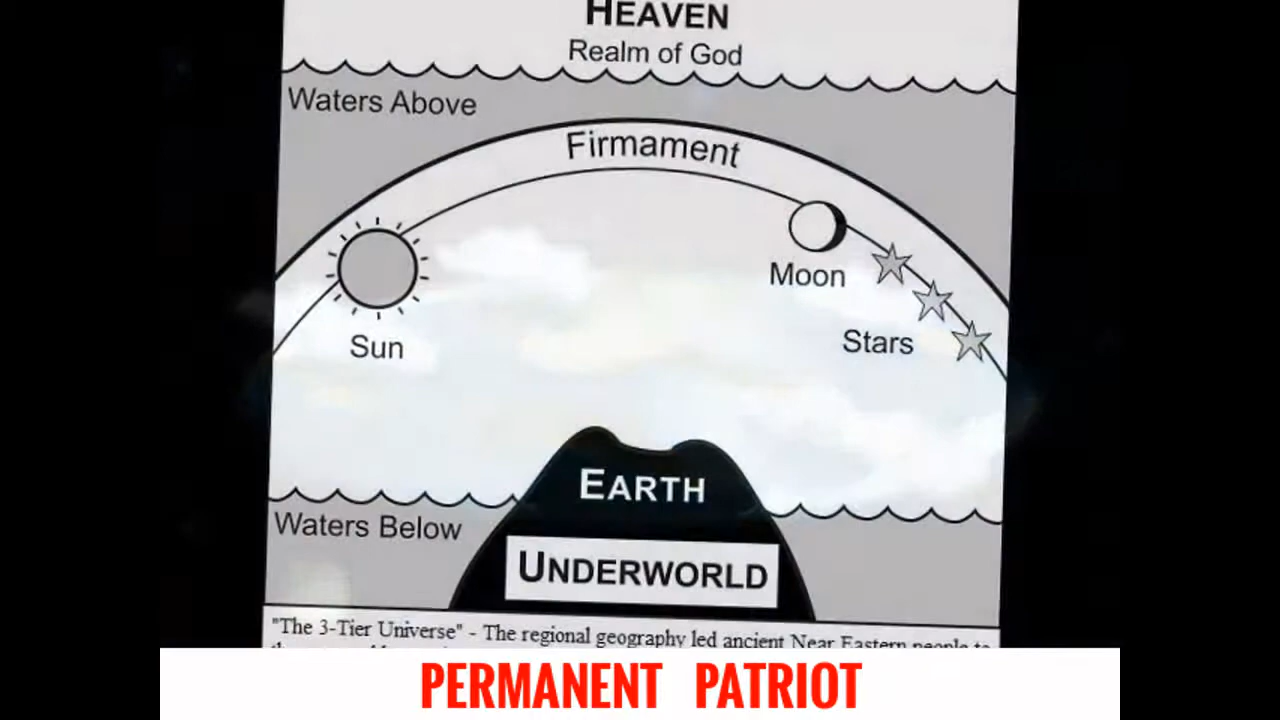 HEAVEN
Realm of God
Waters Above
Firmament
Moon
Sun
Stars
EARTH
Waters Below
UNDERWORLD
"The 3-Tier Universe" - The regional geography led ancient Near Eastern people to
PERMANENT PATRIOT